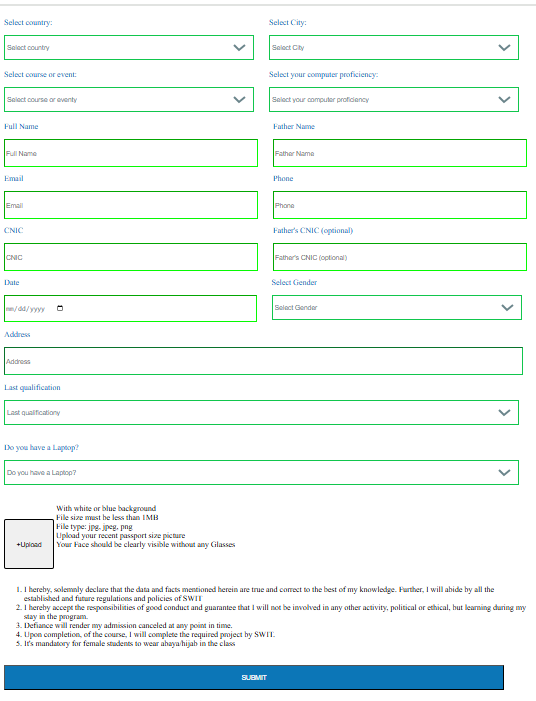 Select country:
Select City:
Select country
Select City
Select course or event:
Select your computer proficiency:
Select course or eventy
Select your computer proficiency
Full Name
Father Name
Full Name
Father Name
Email
Phone
Email
Phone
CNIC
Father's CNIC (optional)
CNIC
Father's CNIC (optional)
Date
Select Gender
mm/dd/yyyy
Select Gender
Address
Address
Last qualification
Last qualificationy
Do you have a Laptop?
Do you have a Laptop?
With white or blue background
File size must be less than 1MB
File type: jpg, jpeg, png
Upload your recent passport size picture
Your Face should be clearly visible without any Glasses
+Upload
1. I hereby, solemnly declare that the data and facts mentioned herein are true and correct to the best of my knowledge. Further, I will abide by all the
established and future regulations and policies of SWIT
2. I hereby accept the responsibilities of good conduct and guarantee that I will not be involved in any other activity, political or ethical, but learning during my
stay in the program.
3. Defiance will render my admission canceled at any point in time.
4. Upon completion, of the course, I will complete the required project by SWIT.
5. It's mandatory for female students to wear abaya/hijab in the class
SUBMIT